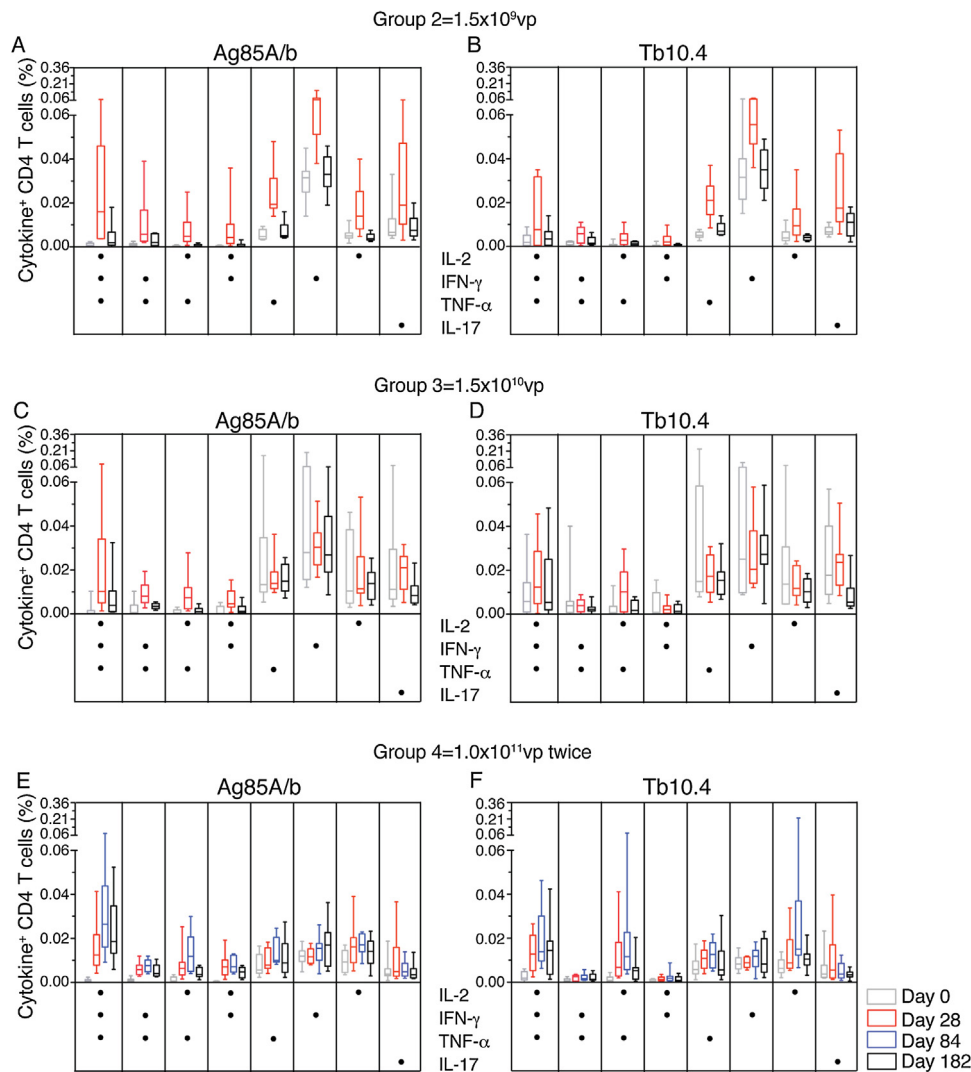 Group 2=1.5x10⁹vp
A
Ag85A/b
B
Tb10.4
Cytokine⁺ CD4 T cells (%)
0.36
0.21
0.06
0.06
0.04
0.02
0.00
0.36
0.21
0.06
0.06
0.04
0.02
0.00
IL-2
IFN-γ
TNF-α
IL-17
Group 3=1.5x10¹⁰vp
C
Ag85A/b
D
Tb10.4
Cytokine⁺ CD4 T cells (%)
0.36
0.21
0.06
0.06
0.04
0.02
0.00
0.36
0.21
0.06
0.06
0.04
0.02
0.00
IL-2
IFN-γ
TNF-α
IL-17
Group 4=1.0x10¹¹vp twice
E
Ag85A/b
F
Tb10.4
Cytokine⁺ CD4 T cells (%)
0.36
0.21
0.06
0.06
0.04
0.02
0.00
0.36
0.21
0.06
0.06
0.04
0.02
0.00
IL-2
IFN-γ
TNF-α
IL-17
Day 0
Day 28
Day 84
Day 182